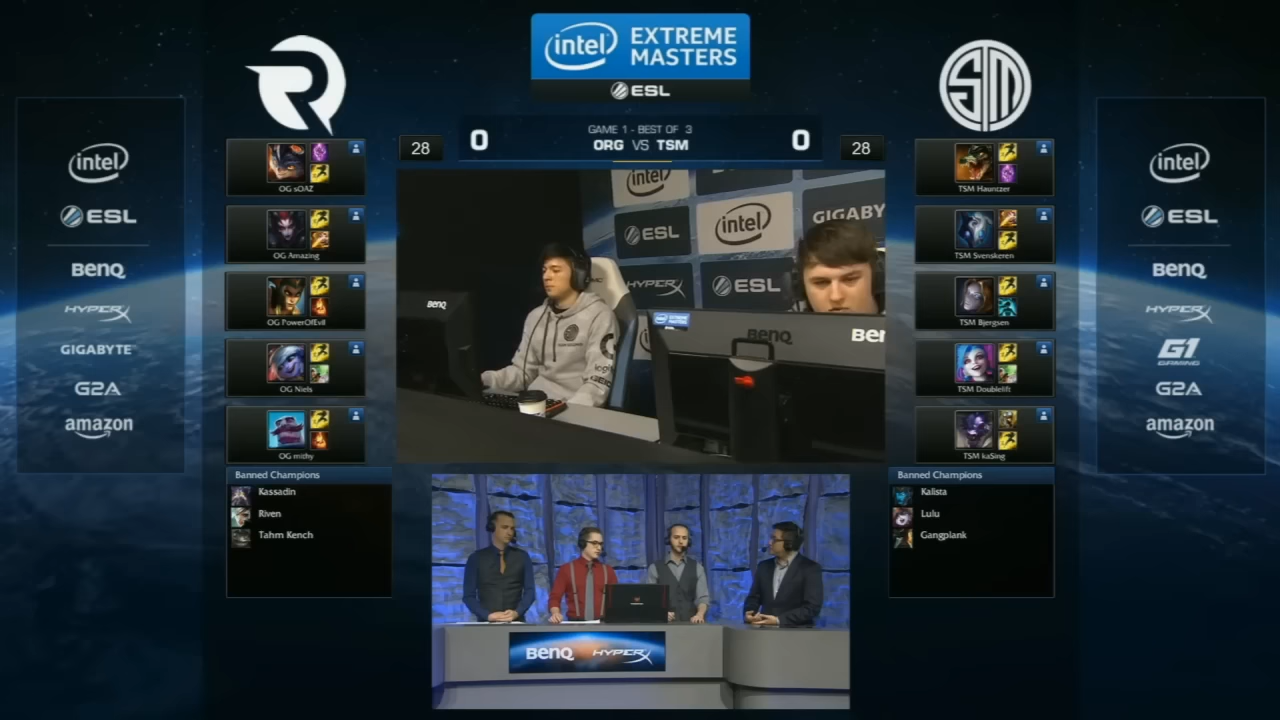 intel EXTREME
MASTERS
ESL
GAME 1 - BEST OF 3
0 ORG VS TSM 0
28
28
intel
ESL
BENQ
HYPERX
GIGABYTE
G2A
amazon
OG sOAZ
OG Amazing
OG PowerOfEvil
OG Niels
OG mithy
Banned Champions
Kassadin
Riven
Tahm Kench
intel
ESL
intel
GIGABY
HYPERX
ESL
BENQ
BENQ
BEN
BENQ HYPERX
TSM
TSM Hauntzer
TSM Svenskeren
TSM Bjergsen
TSM Doublelift
TSM kaSing
Banned Champions
Kalista
Lulu
Gangplank
intel
ESL
BENQ
HYPERX
G1
GAMING
G2A
amazon